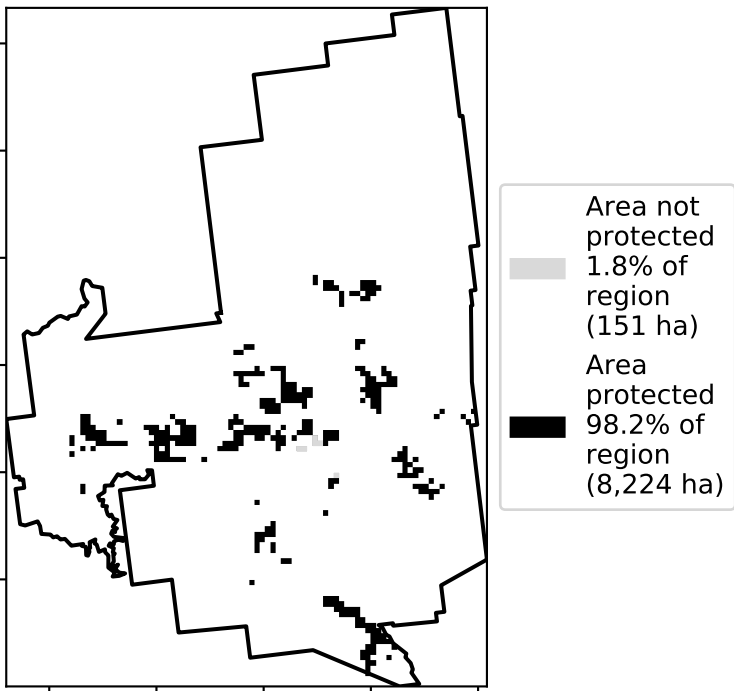 Area not
protected
1.8% of
region
(151 ha)
Area
protected
98.2% of
region
(8,224 ha)